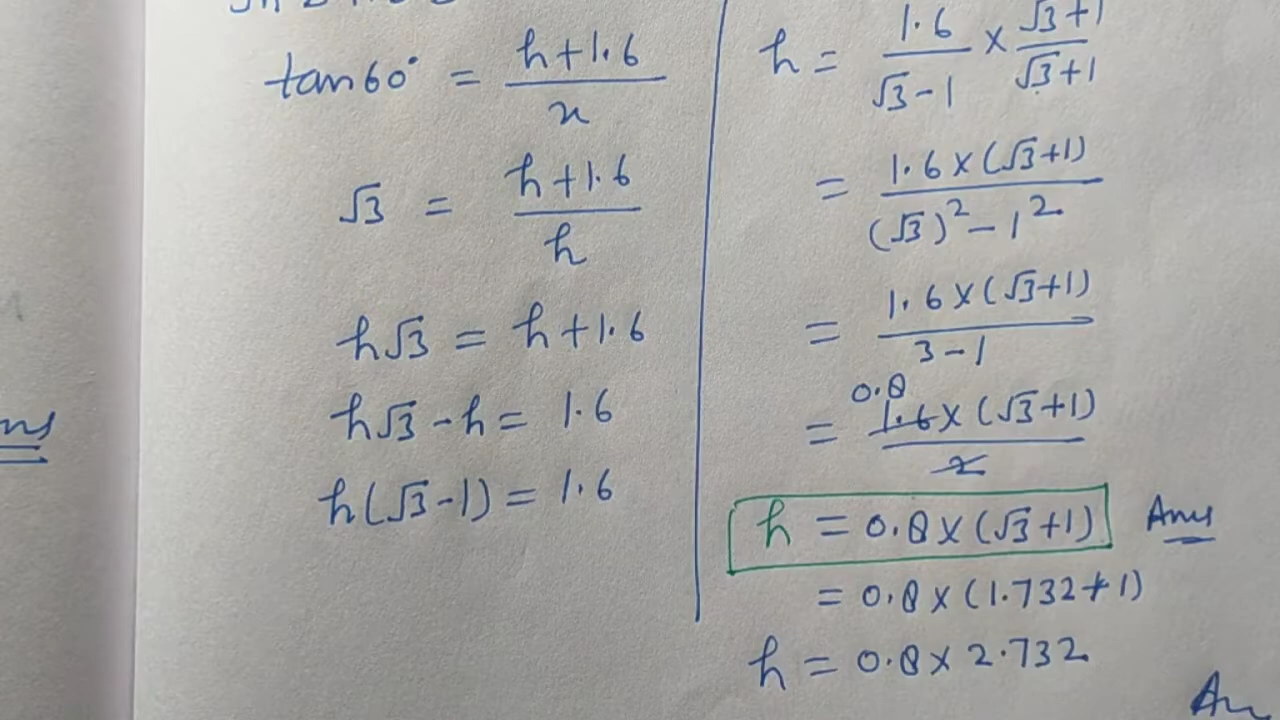 tan60° = h+1.6 / x
√3 = h+1.6 / h
h√3 = h+1.6
h√3 - h = 1.6
h(√3-1) = 1.6
h = 1.6 / √3-1 × √3+1 / √3+1
= 1.6×(√3+1) / (√3)²-1²
= 1.6×(√3+1) / 3-1
0.8
= 1.6×(√3+1) / 2
h = 0.8×(√3+1) Ans
= 0.8×(1.732+1)
h = 0.8×2.732